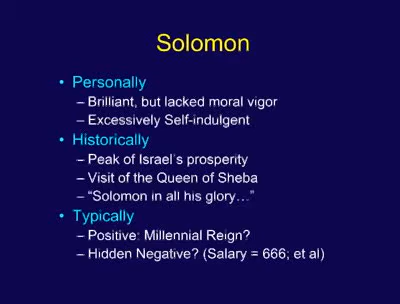 Solomon
• Personally
– Brilliant, but lacked moral vigor
– Excessively Self-indulgent
• Historically
– Peak of Israel's prosperity
– Visit of the Queen of Sheba
– “Solomon in all his glory…”
• Typically
– Positive: Millennial Reign?
– Hidden Negative? (Salary = 666; et al)